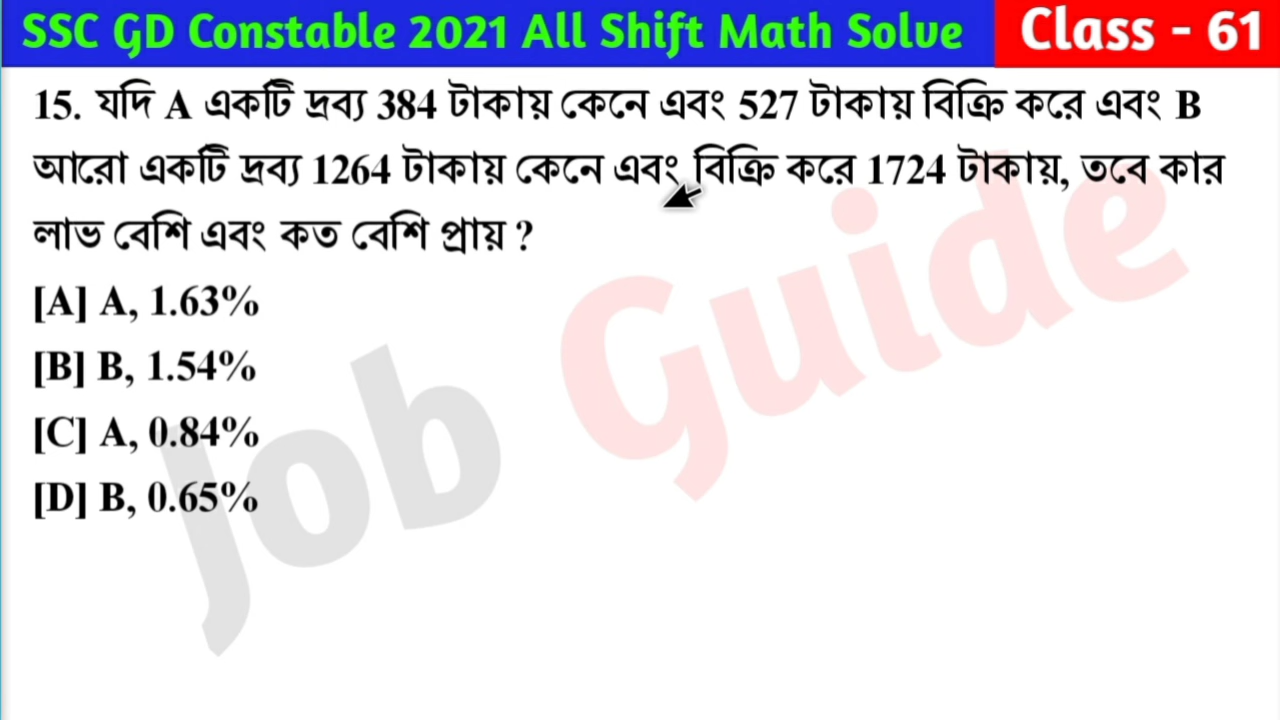 SSC GD Constable 2021 All Shift Math Solve
Class - 61
15. যদি A একটি দ্রব্য 384 টাকায় কেনে এবং 527 টাকায় বিক্রি করে এবং B
আরো একটি দ্রব্য 1264 টাকায় কেনে এবং বিক্রি করে 1724 টাকায়, তবে কার
লাভ বেশি এবং কত বেশি প্রায় ?
[A] A, 1.63%
[B] B, 1.54%
[C] A, 0.84%
[D] B, 0.65%
Job Guide